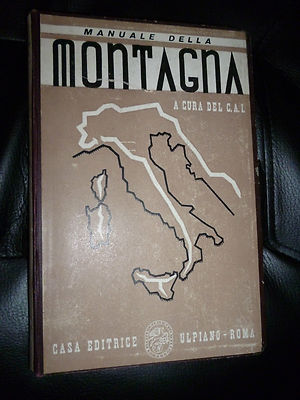 MANUALE DELLA
MONTAGNA
A CURA DEL C.A.I.
CASA EDITRICE ULPIANO-ROMA